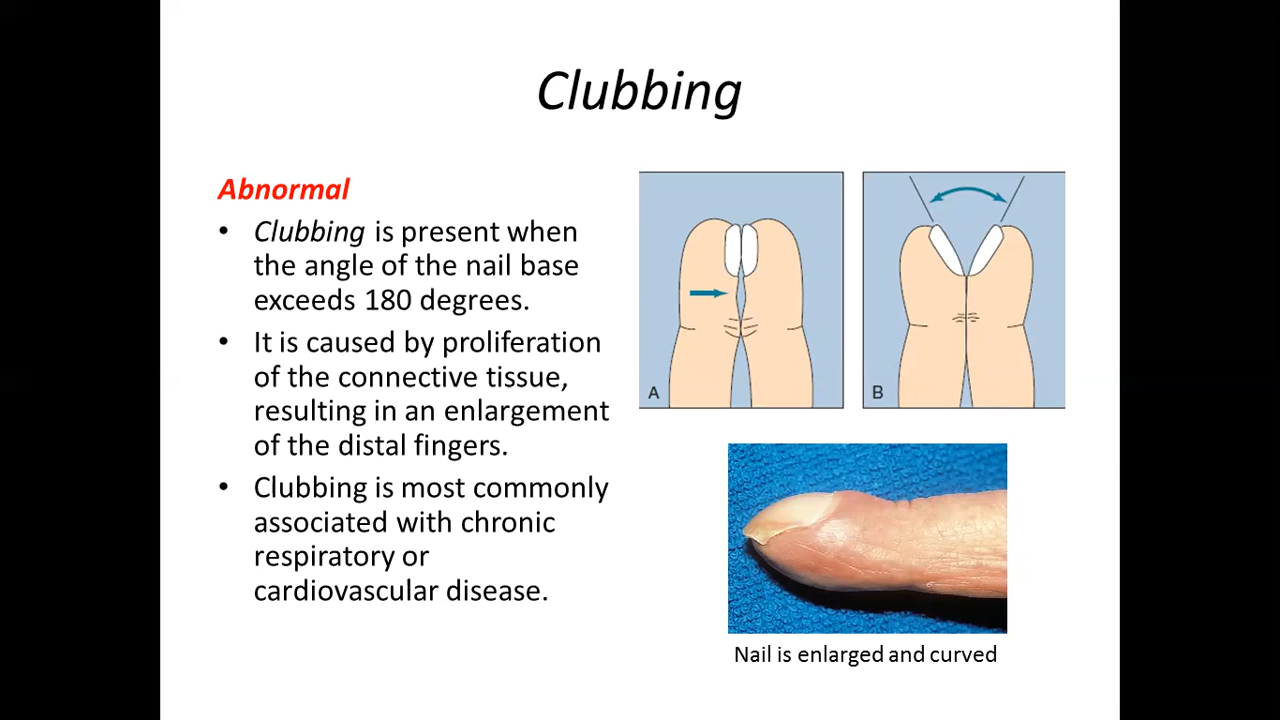 Clubbing
Abnormal
• Clubbing is present when
the angle of the nail base
exceeds 180 degrees.
• It is caused by proliferation
of the connective tissue,
resulting in an enlargement
of the distal fingers.
• Clubbing is most commonly
associated with chronic
respiratory or
cardiovascular disease.
A
B
Nail is enlarged and curved